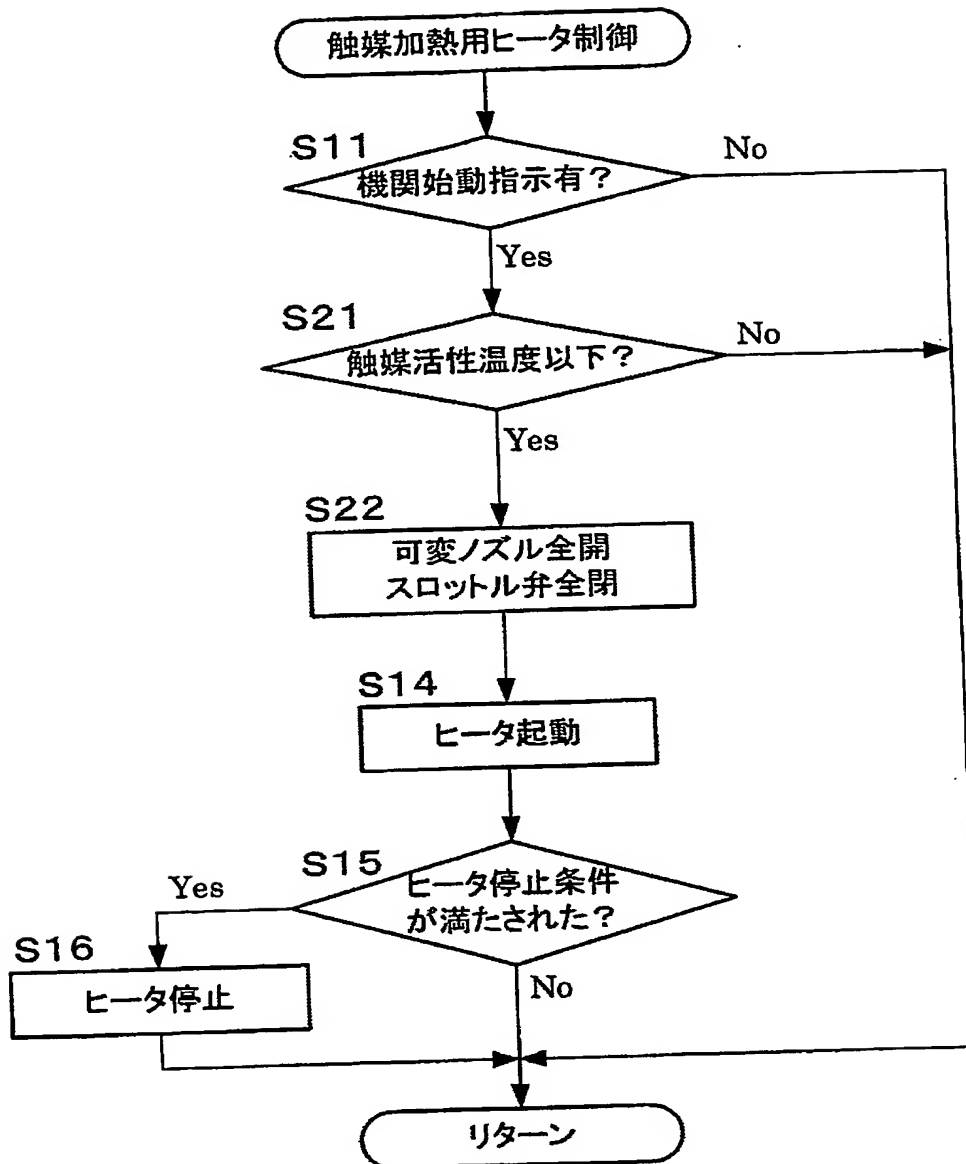 触媒加熱用ヒータ制御
S11
No
機関始動指示有?
Yes
S21
No
触媒活性温度以下?
Yes
S22
可変ノズル全開
スロットル弁全閉
S14
ヒータ起動
S15
Yes
ヒータ停止条件
が満たされた?
S16
No
ヒータ停止
リターン